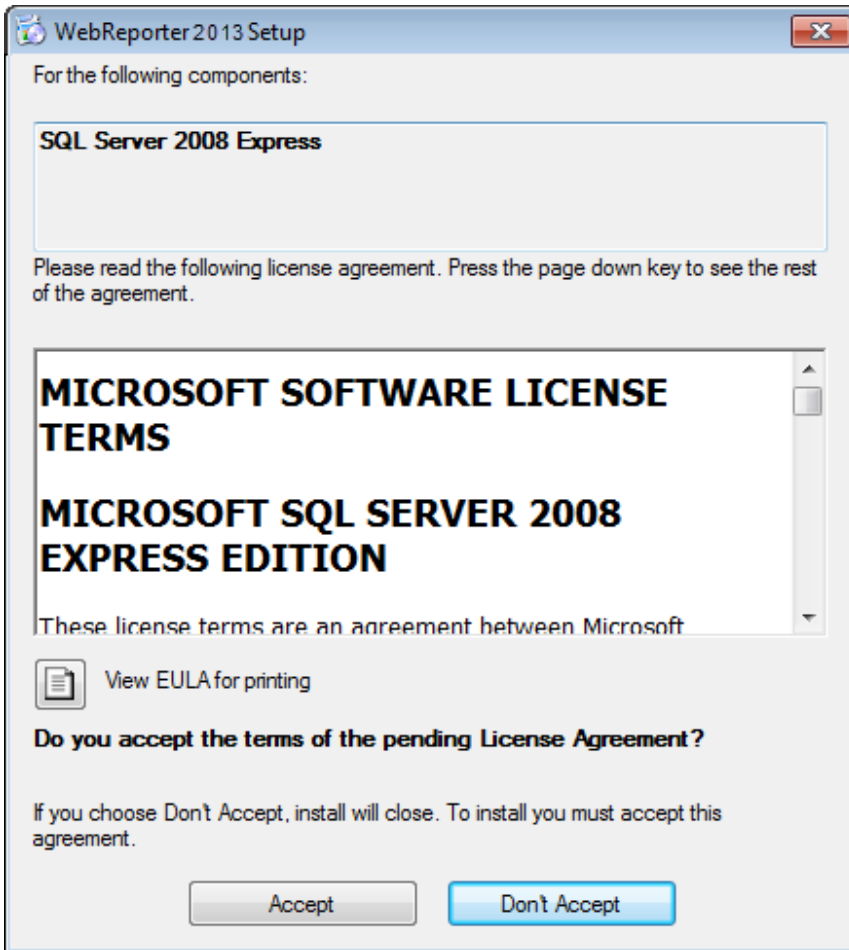 WebReporter 2013 Setup
For the following components:
SQL Server 2008 Express
Please read the following license agreement. Press the page down key to see the rest
of the agreement.
MICROSOFT SOFTWARE LICENSE
TERMS
MICROSOFT SQL SERVER 2008
EXPRESS EDITION
These license terms are an agreement between Microsoft
View EULA for printing
Do you accept the terms of the pending License Agreement?
If you choose Don't Accept, install will close. To install you must accept this
agreement.
Accept
Don't Accept